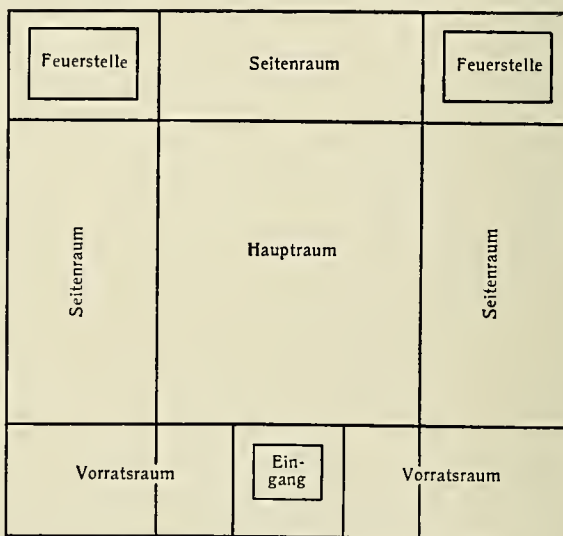 Feuerstelle
Seitenraum
Feuerstelle
Seitenraum
Hauptraum
Seitenraum
Vorratsraum
Ein-
gang
Vorratsraum